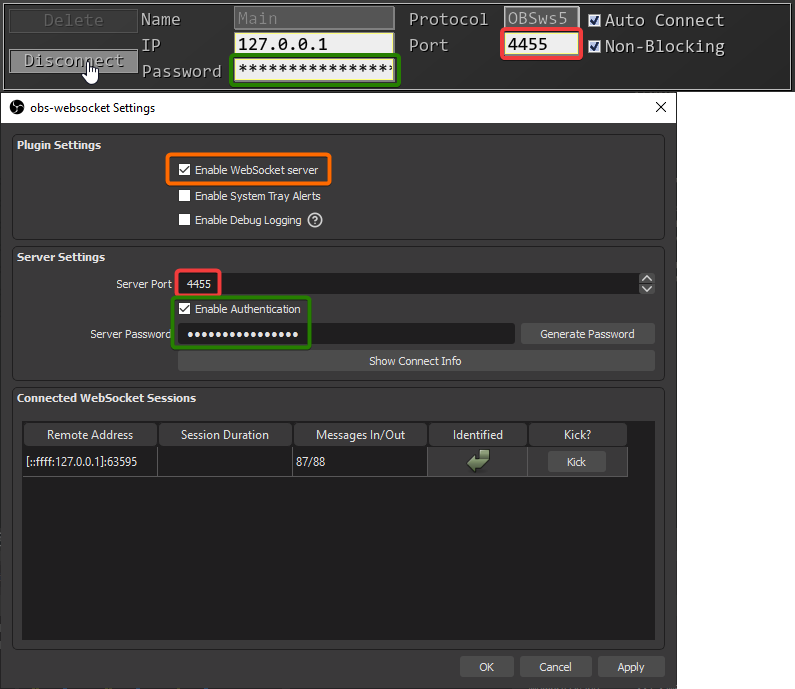 Delete Name Main Protocol OBSws5 Auto Connect
IP 127.0.0.1 Port 4455 Non-Blocking
Disconnect Password ****************
obs-websocket Settings
Plugin Settings
Enable WebSocket server
Enable System Tray Alerts
Enable Debug Logging ?
Server Settings
Server Port 4455
Enable Authentication
Server Password ●●●●●●●●●●●●●●●● Generate Password
Show Connect Info
Connected WebSocket Sessions
Remote Address Session Duration Messages In/Out Identified Kick?
[::ffff:127.0.0.1]:63595 87/88 Kick
OK Cancel Apply